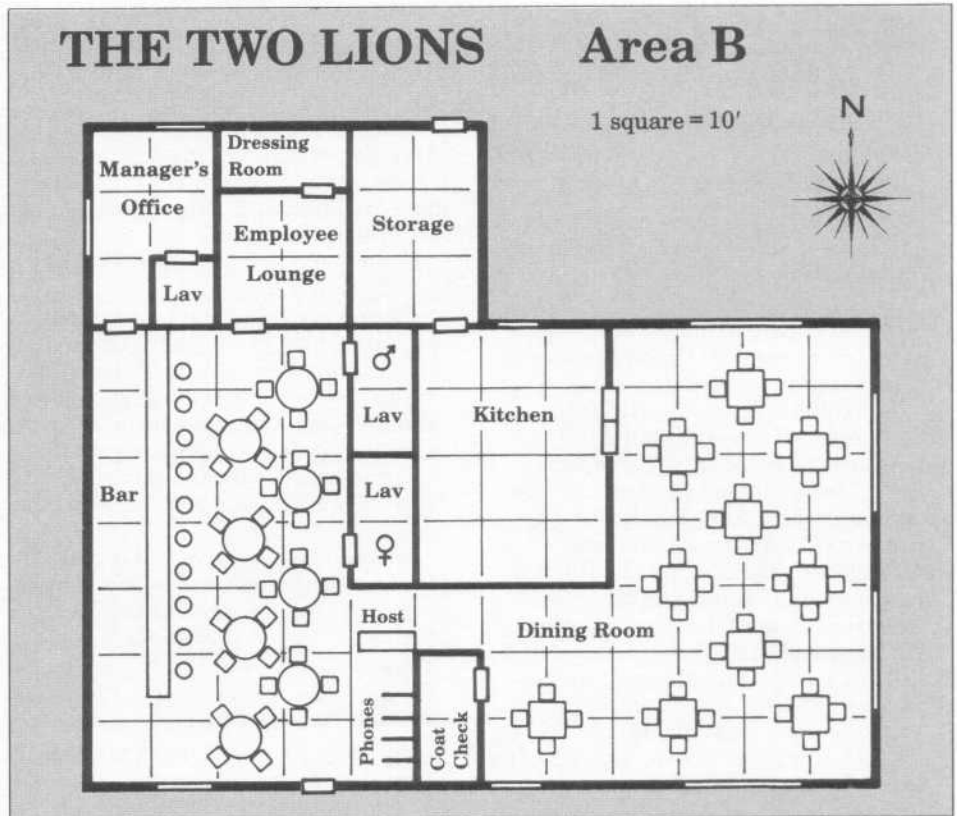 THE TWO LIONS
Area B
1 square = 10'
N
Manager's
Office
Dressing
Room
Employee
Lounge
Storage
Lav
Lav
Kitchen
Bar
Lav
Host
Dining Room
Phones
Coat
Check